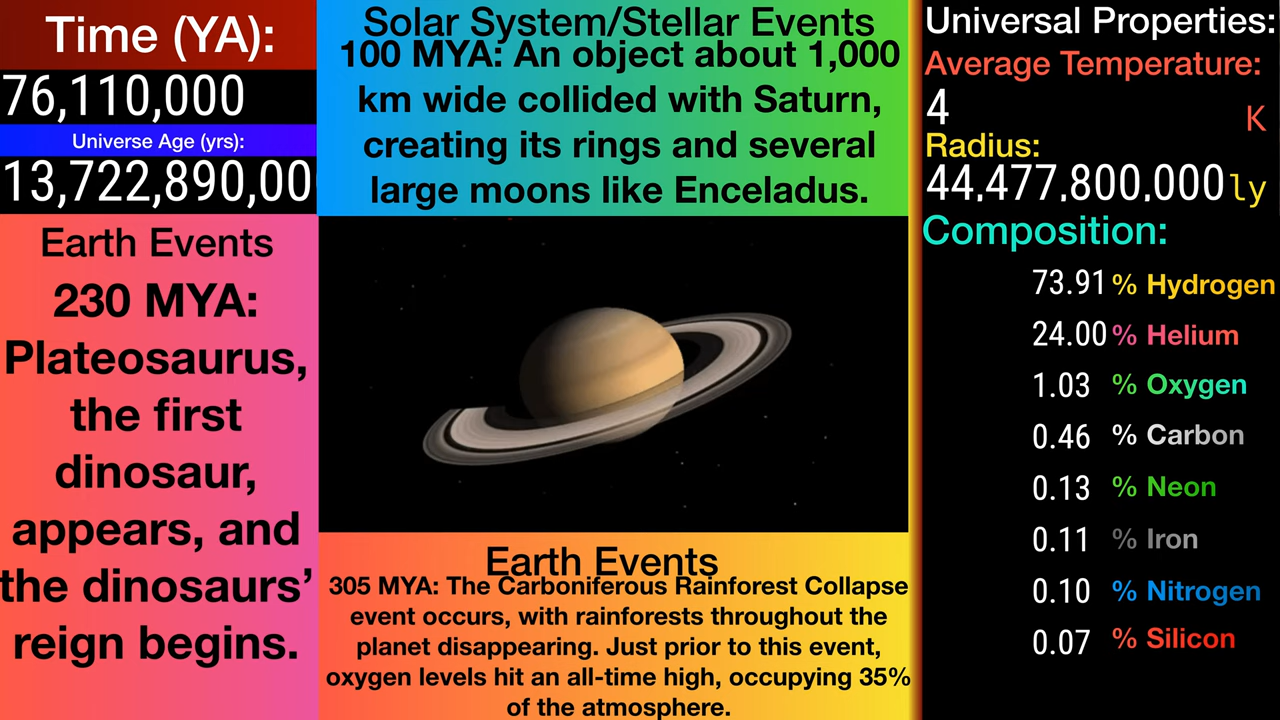 Time (YA):
76,110,000
Universe Age (yrs):
13,722,890,00
Earth Events
230 MYA:
Plateosaurus,
the first
dinosaur,
appears, and
the dinosaurs’
reign begins.
Solar System/Stellar Events
100 MYA: An object about 1,000
km wide collided with Saturn,
creating its rings and several
large moons like Enceladus.
Earth Events
305 MYA: The Carboniferous Rainforest Collapse
event occurs, with rainforests throughout the
planet disappearing. Just prior to this event,
oxygen levels hit an all-time high, occupying 35%
of the atmosphere.
Universal Properties:
Average Temperature:
4 K
Radius:
44,477,800,000 ly
Composition:
73.91 % Hydrogen
24.00 % Helium
1.03 % Oxygen
0.46 % Carbon
0.13 % Neon
0.11 % Iron
0.10 % Nitrogen
0.07 % Silicon